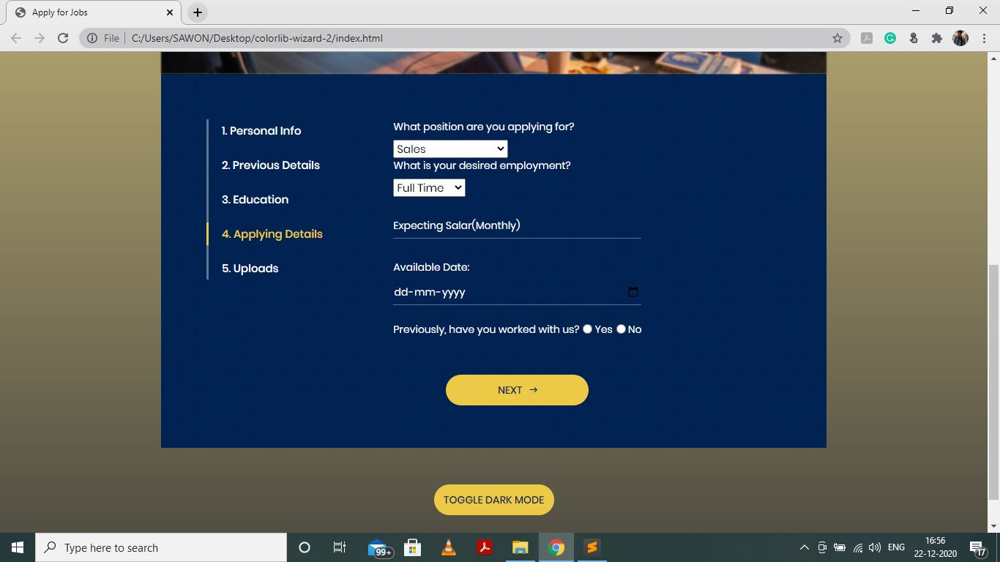 Apply for Jobs
File
C:/Users/SAWON/Desktop/colorlib-wizard-2/index.html
1. Personal Info
2. Previous Details
3. Education
4. Applying Details
5. Uploads
What position are you applying for?
Sales
What is your desired employment?
Full Time
Expecting Salar(Monthly)
Available Date:
dd-mm-yyyy
Previously, have you worked with us? Yes No
NEXT →
TOGGLE DARK MODE
Type here to search
99+
ENG
16:56
22-12-2020
17